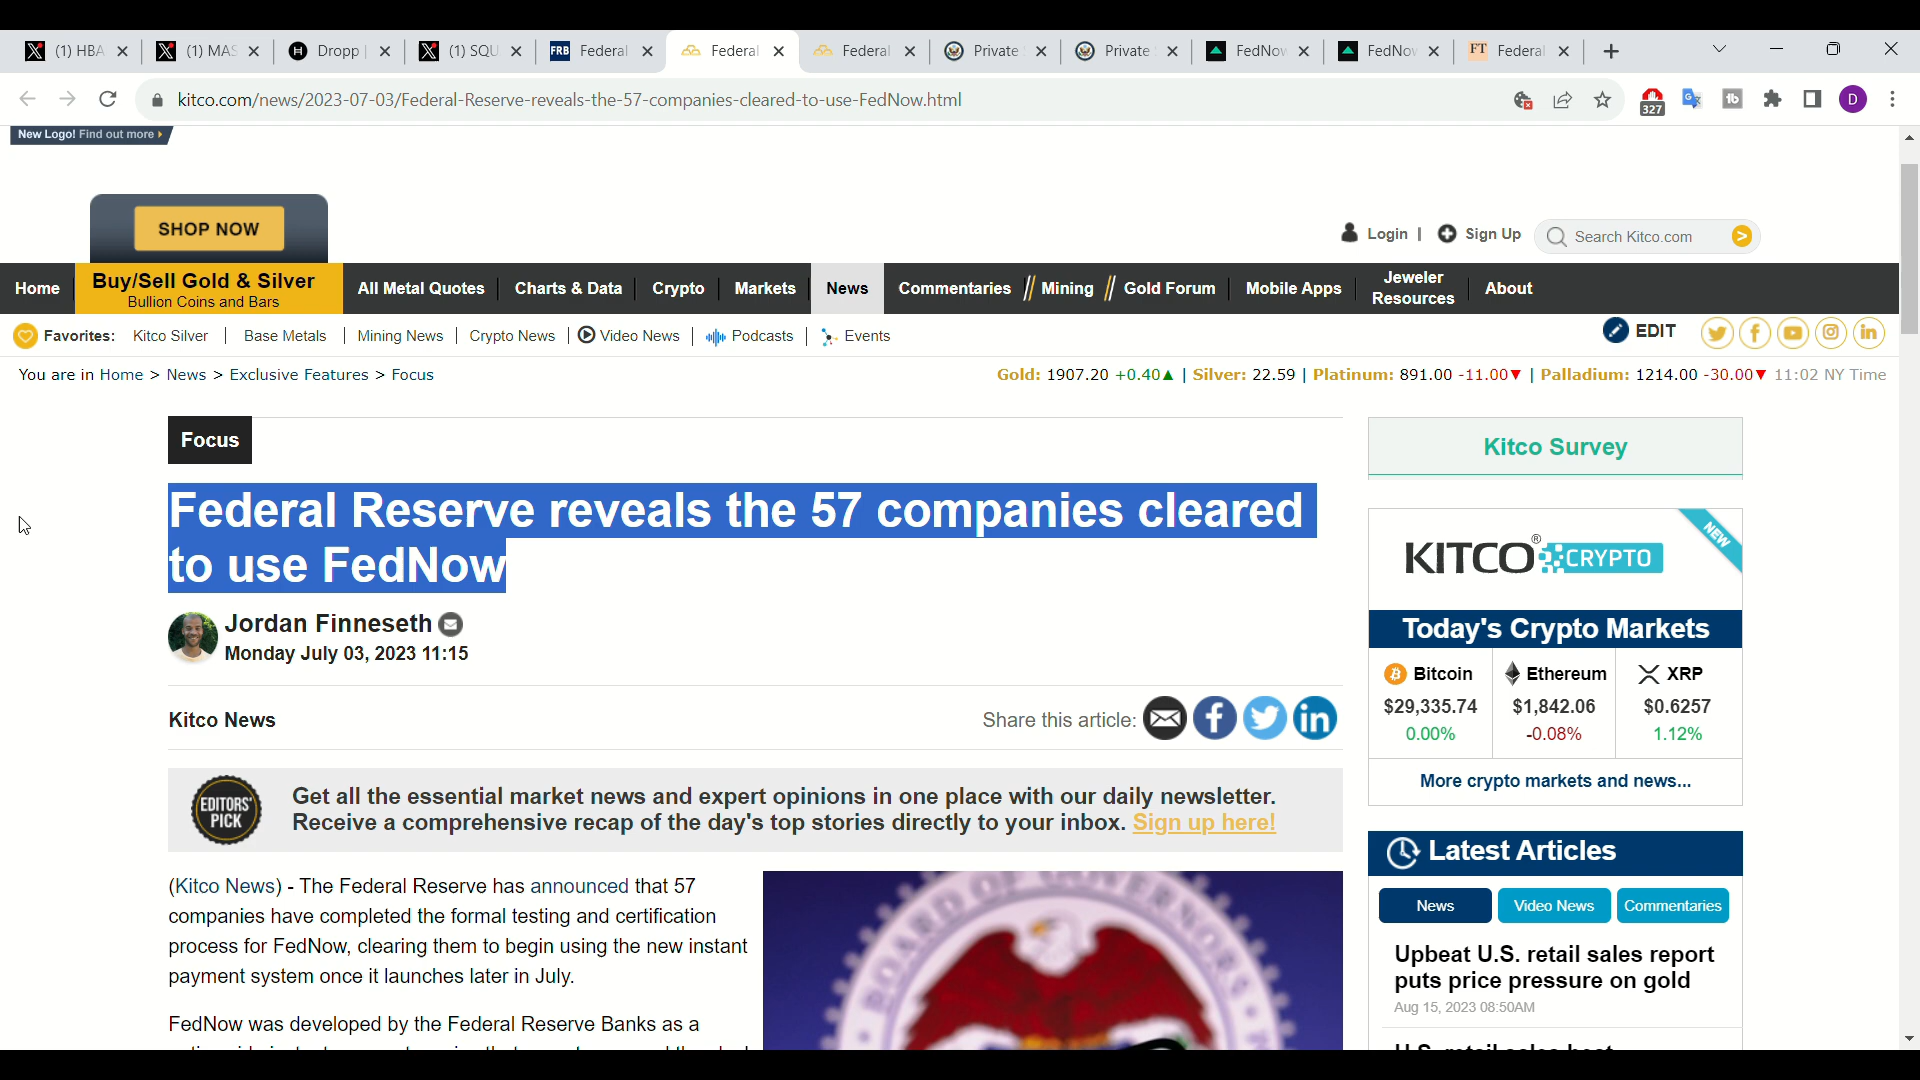 (1) HBA
(1) MAS
Dropp |
(1) SQU
FRB Federal
Federal
Federal
Private
Private
FedNow
FedNow
FT Federal
kitco.com/news/2023-07-03/Federal-Reserve-reveals-the-57-companies-cleared-to-use-FedNow.html
327
D
New Logo! Find out more
SHOP NOW
Login | Sign Up
Search Kitco.com
Home
Buy/Sell Gold & Silver
Bullion Coins and Bars
All Metal Quotes
Charts & Data
Crypto
Markets
News
Commentaries // Mining // Gold Forum
Mobile Apps
Jeweler
Resources
About
Favorites: Kitco Silver | Base Metals | Mining News | Crypto News | Video News | Podcasts | Events
EDIT
You are in Home > News > Exclusive Features > Focus
Gold: 1907.20 +0.40▲ | Silver: 22.59 | Platinum: 891.00 -11.00▼ | Palladium: 1214.00 -30.00▼ 11:02 NY Time
Focus
Federal Reserve reveals the 57 companies cleared
to use FedNow
Jordan Finneseth
Monday July 03, 2023 11:15
Kitco News
Share this article:
EDITORS'
PICK
Get all the essential market news and expert opinions in one place with our daily newsletter.
Receive a comprehensive recap of the day's top stories directly to your inbox. Sign up here!
(Kitco News) - The Federal Reserve has announced that 57
companies have completed the formal testing and certification
process for FedNow, clearing them to begin using the new instant
payment system once it launches later in July.
FedNow was developed by the Federal Reserve Banks as a
BOARD OF GOVERNORS
Kitco Survey
NEW
KITCO® CRYPTO
Today's Crypto Markets
Bitcoin
$29,335.74
0.00%
Ethereum
$1,842.06
-0.08%
XRP
$0.6257
1.12%
More crypto markets and news...
Latest Articles
News
Video News
Commentaries
Upbeat U.S. retail sales report
puts price pressure on gold
Aug 15, 2023 08:50AM